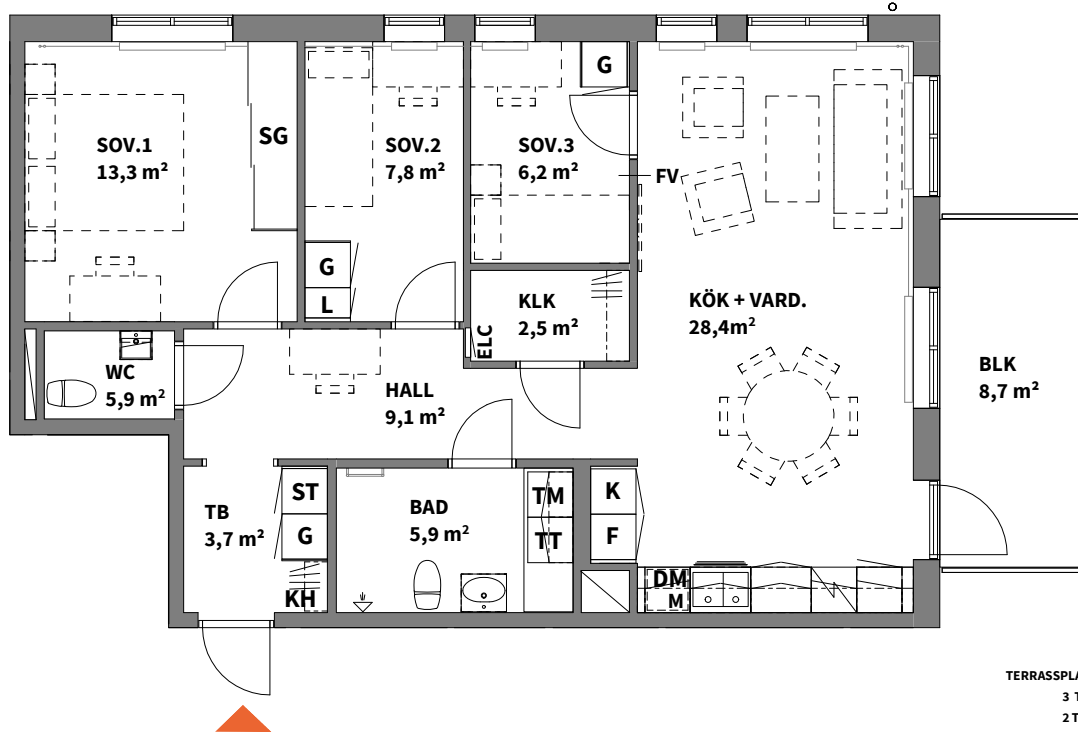 SOV.1
13,3 m²
SG
SOV.2
7,8 m²
G
L
SOV.3
6,2 m²
G
FV
KLK
2,5 m²
ELC
KÖK + VARD.
28,4m²
BLK
8,7 m²
WC
5,9 m²
HALL
9,1 m²
TB
3,7 m²
ST
G
KH
BAD
5,9 m²
TM
TT
K
F
DM
M
TERRASSPLA
3 T
2 T